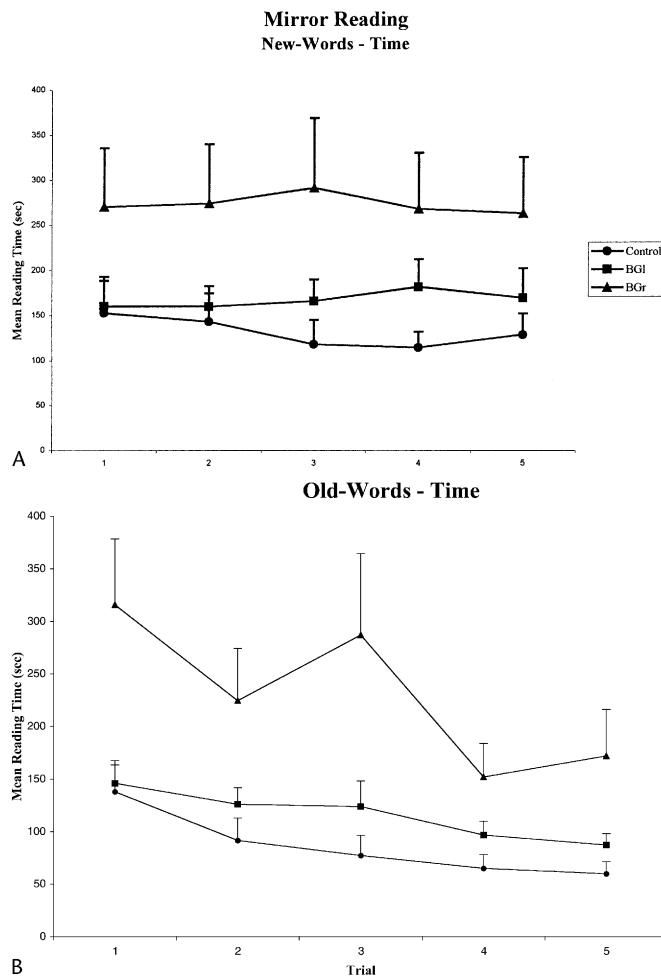 Mirror Reading
New-Words - Time
400
350
300
250
200
150
100
50
0
Mean Reading Time (sec)
1 2 3 4 5
Control
BGl
BGr
A
Old-Words - Time
400
350
300
250
200
150
100
50
0
Mean Reading Time (sec)
1 2 3 4 5
Trial
B